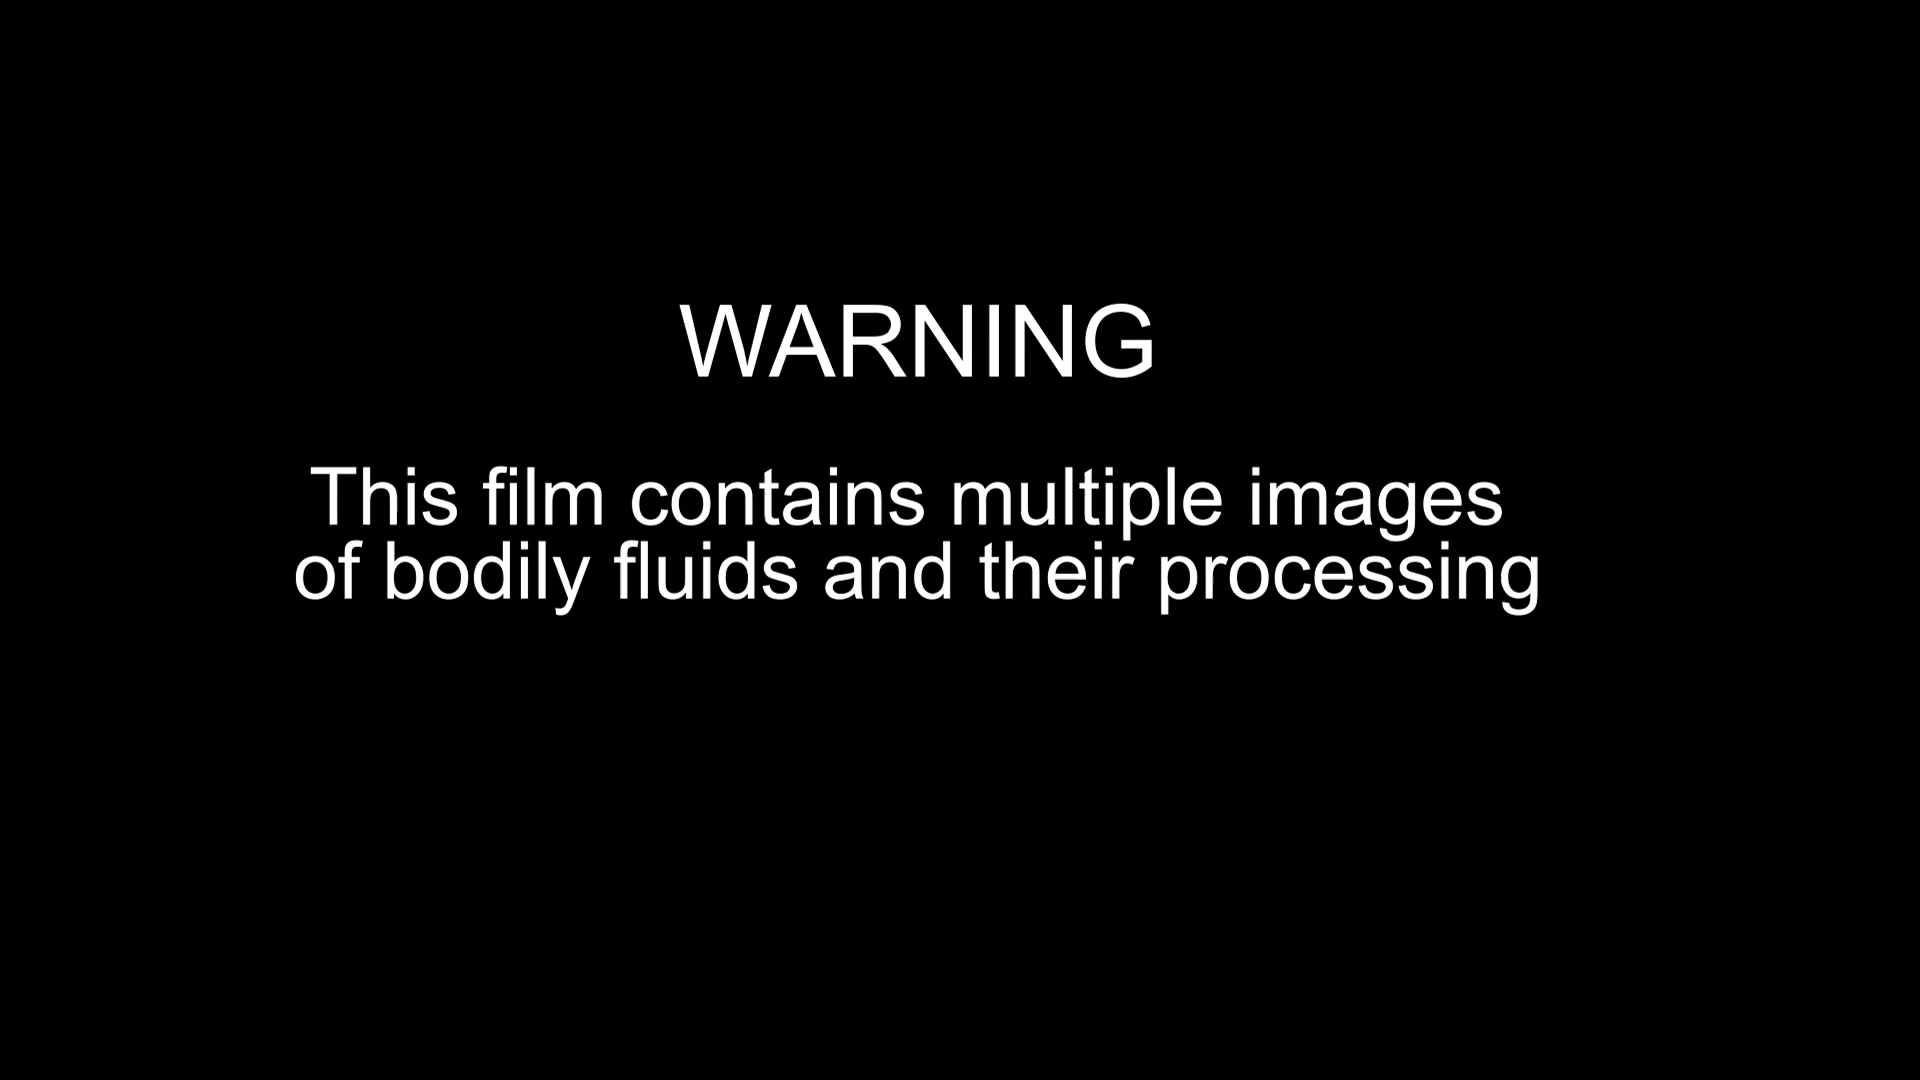 WARNING
This film contains multiple images
of bodily fluids and their processing